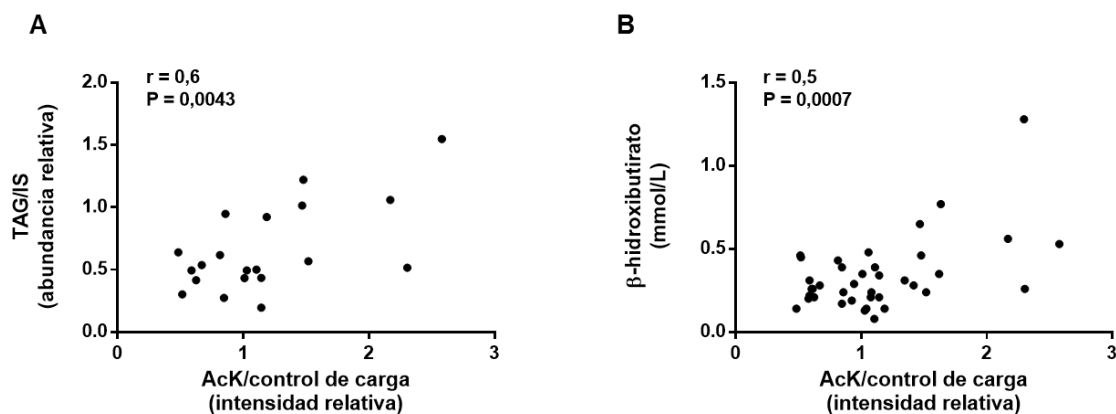 A
r = 0,6
P = 0,0043
TAG/IS
(abundancia relativa)
2.0
1.5
1.0
0.5
0.0
0
1
2
3
AcK/control de carga
(intensidad relativa)
B
r = 0,5
P = 0,0007
β-hidroxibutirato
(mmol/L)
1.5
1.0
0.5
0.0
0
1
2
3
AcK/control de carga
(intensidad relativa)